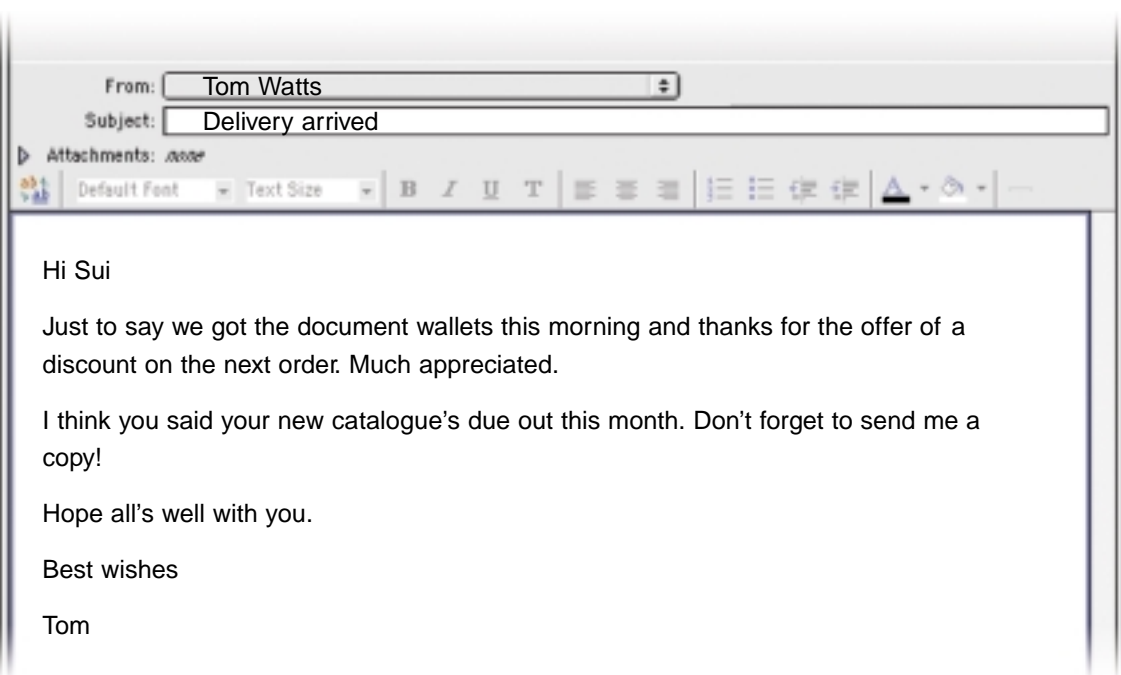 From: Tom Watts
Subject: Delivery arrived
Attachments: none
Default Font Text Size B I U T A
Hi Sui
Just to say we got the document wallets this morning and thanks for the offer of a
discount on the next order. Much appreciated.
I think you said your new catalogue's due out this month. Don't forget to send me a
copy!
Hope all's well with you.
Best wishes
Tom